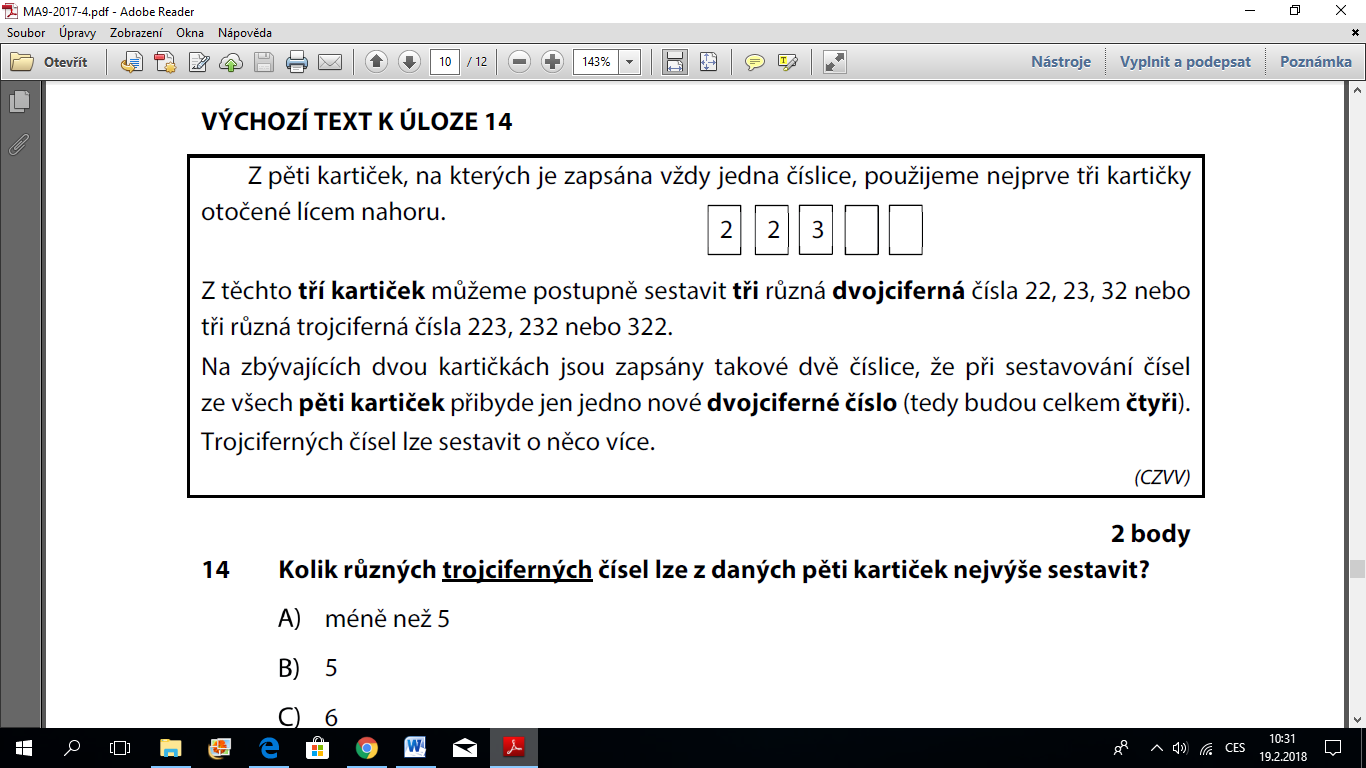 MA9-2017-4.pdf - Adobe Reader
Soubor Úpravy Zobrazení Okna Nápověda
Otevřít 10 / 12 143% Nástroje Vyplnit a podepsat Poznámka
VÝCHOZÍ TEXT K ÚLOZE 14
Z pěti kartiček, na kterých je zapsána vždy jedna číslice, použijeme nejprve tři kartičky
otočené lícem nahoru.
2 2 3
Z těchto tří kartiček můžeme postupně sestavit tři různá dvojciferná čísla 22, 23, 32 nebo
tři různá trojciferná čísla 223, 232 nebo 322.
Na zbývajících dvou kartičkách jsou zapsány takové dvě číslice, že při sestavování čísel
ze všech pěti kartiček přibyde jen jedno nové dvojciferné číslo (tedy budou celkem čtyři).
Trojciferných čísel lze sestavit o něco více.
(CZVV)
2 body
14 Kolik různých trojciferných čísel lze z daných pěti kartiček nejvýše sestavit?
A) méně než 5
B) 5
C) 6
CES
10:31
19.2.2018